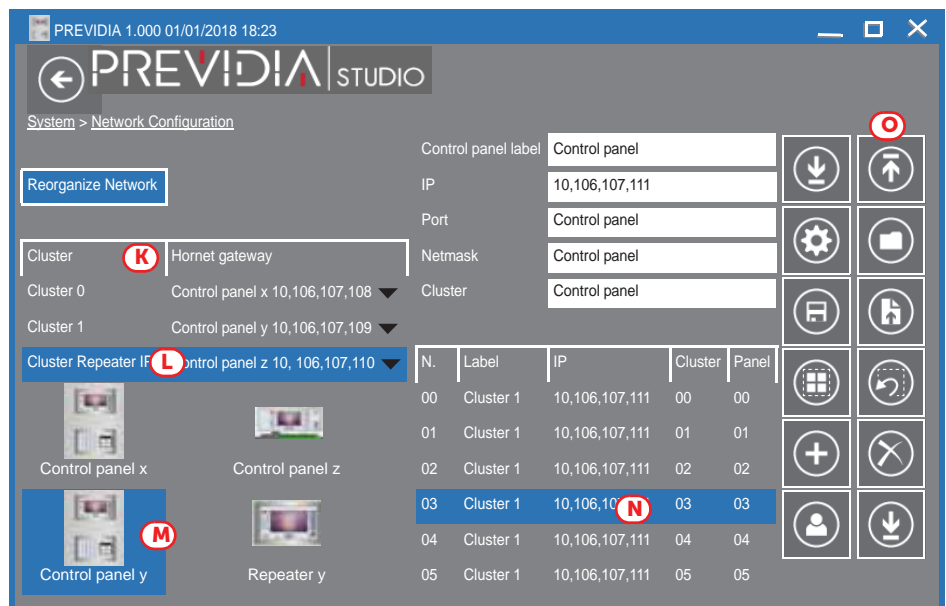 PREVIDIA 1.000 01/01/2018 18:23
PREVIDIA STUDIO
System > Network Configuration
O
Control panel label Control panel
Reorganize Network
IP 10,106,107,111
Port Control panel
Netmask Control panel
Cluster Control panel
Cluster K Hornet gateway
Cluster 0 Control panel x 10,106,107,108
Cluster 1 Control panel y 10,106,107,109
Cluster Repeater IP L ontrol panel z 10, 106,107,110
Control panel x Control panel z
M
Control panel y Repeater y
N. Label IP Cluster Panel
00 Cluster 1 10,106,107,111 00 00
01 Cluster 1 10,106,107,111 01 01
02 Cluster 1 10,106,107,111 02 02
03 Cluster 1 10,106,10 N 03 03
04 Cluster 1 10,106,107,111 04 04
05 Cluster 1 10,106,107,111 05 05